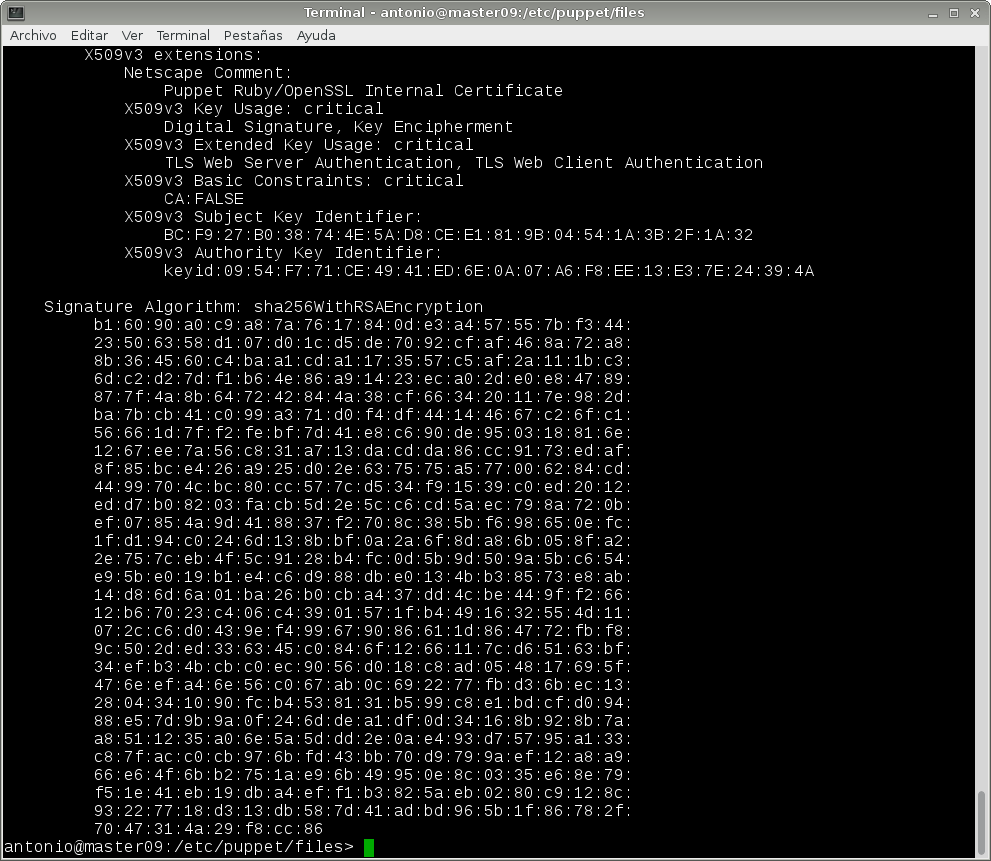 Terminal - antonio@master09:/etc/puppet/files
Archivo Editar Ver Terminal Pestañas Ayuda
X509v3 extensions:
Netscape Comment:
Puppet Ruby/OpenSSL Internal Certificate
X509v3 Key Usage: critical
Digital Signature, Key Encipherment
X509v3 Extended Key Usage: critical
TLS Web Server Authentication, TLS Web Client Authentication
X509v3 Basic Constraints: critical
CA:FALSE
X509v3 Subject Key Identifier:
BC:F9:27:B0:38:74:4E:5A:D8:CE:E1:81:9B:04:54:1A:3B:2F:1A:32
X509v3 Authority Key Identifier:
keyid:09:54:F7:71:CE:49:41:ED:6E:0A:07:A6:F8:EE:13:E3:7E:24:39:4A
Signature Algorithm: sha256WithRSAEncryption
b1:60:90:a0:c9:a8:7a:76:17:84:0d:e3:a4:57:55:7b:f3:44:
23:50:63:58:d1:07:d0:1c:d5:de:70:92:cf:af:46:8a:72:a8:
8b:36:45:60:c4:ba:a1:cd:a1:17:35:57:c5:af:2a:11:1b:c3:
6d:c2:d2:7d:f1:b6:4e:86:a9:14:23:ec:a0:2d:e0:e8:47:89:
87:7f:4a:8b:64:72:42:84:4a:38:cf:66:34:20:11:7e:98:2d:
ba:7b:cb:41:c0:99:a3:71:d0:f4:df:44:14:46:67:c2:6f:c1:
56:66:1d:7f:f2:fe:bf:7d:41:e8:c6:90:de:95:03:18:81:6e:
12:67:ee:7a:56:c8:31:a7:13:da:cd:da:86:cc:91:73:ed:af:
8f:85:bc:e4:26:a9:25:d0:2e:63:75:75:a5:77:00:62:84:cd:
44:99:70:4c:bc:80:cc:57:7c:d5:34:f9:15:39:c0:ed:20:12:
ed:d7:b0:82:03:fa:cb:5d:2e:5c:c6:cd:5a:ec:79:8a:72:0b:
ef:07:85:4a:9d:41:88:37:f2:70:8c:38:5b:f6:98:65:0e:fc:
1f:d1:94:c0:24:6d:13:8b:bf:0a:2a:6f:8d:a8:6b:05:8f:a2:
2e:75:7c:eb:4f:5c:91:28:b4:fc:0d:5b:9d:50:9a:5b:c6:54:
e9:5b:e0:19:b1:e4:c6:d9:88:db:e0:13:4b:b3:85:73:e8:ab:
14:d8:6d:6a:01:ba:26:b0:cb:a4:37:dd:4c:be:44:9f:f2:66:
12:b6:70:23:c4:06:c4:39:01:57:1f:b4:49:16:32:55:4d:11:
07:2c:c6:d0:43:9e:f4:99:67:90:86:61:1d:86:47:72:fb:f8:
9c:50:2d:ed:33:63:45:c0:84:6f:12:66:11:7c:d6:51:63:bf:
34:ef:b3:4b:cb:c0:ec:90:56:d0:18:c8:ad:05:48:17:69:5f:
47:6e:ef:a4:6e:56:c0:67:ab:0c:69:22:77:fb:d3:6b:ec:13:
28:04:34:10:90:fc:b4:53:81:31:b5:99:c8:e1:bd:cf:d0:94:
88:e5:7d:9b:9a:0f:24:6d:de:a1:df:0d:34:16:8b:92:8b:7a:
a8:51:12:35:a0:6e:5a:5d:dd:2e:0a:e4:93:d7:57:95:a1:33:
c8:7f:ac:c0:cb:97:6b:fd:43:bb:70:d9:79:9a:ef:12:a8:a9:
66:e6:4f:6b:b2:75:1a:e9:6b:49:95:0e:8c:03:35:e6:8e:79:
f5:1e:41:eb:19:db:a4:ef:f1:b3:82:5a:eb:02:80:c9:12:8c:
93:22:77:18:d3:13:db:58:7d:41:ad:bd:96:5b:1f:86:78:2f:
70:47:31:4a:29:f8:cc:86
antonio@master09:/etc/puppet/files>